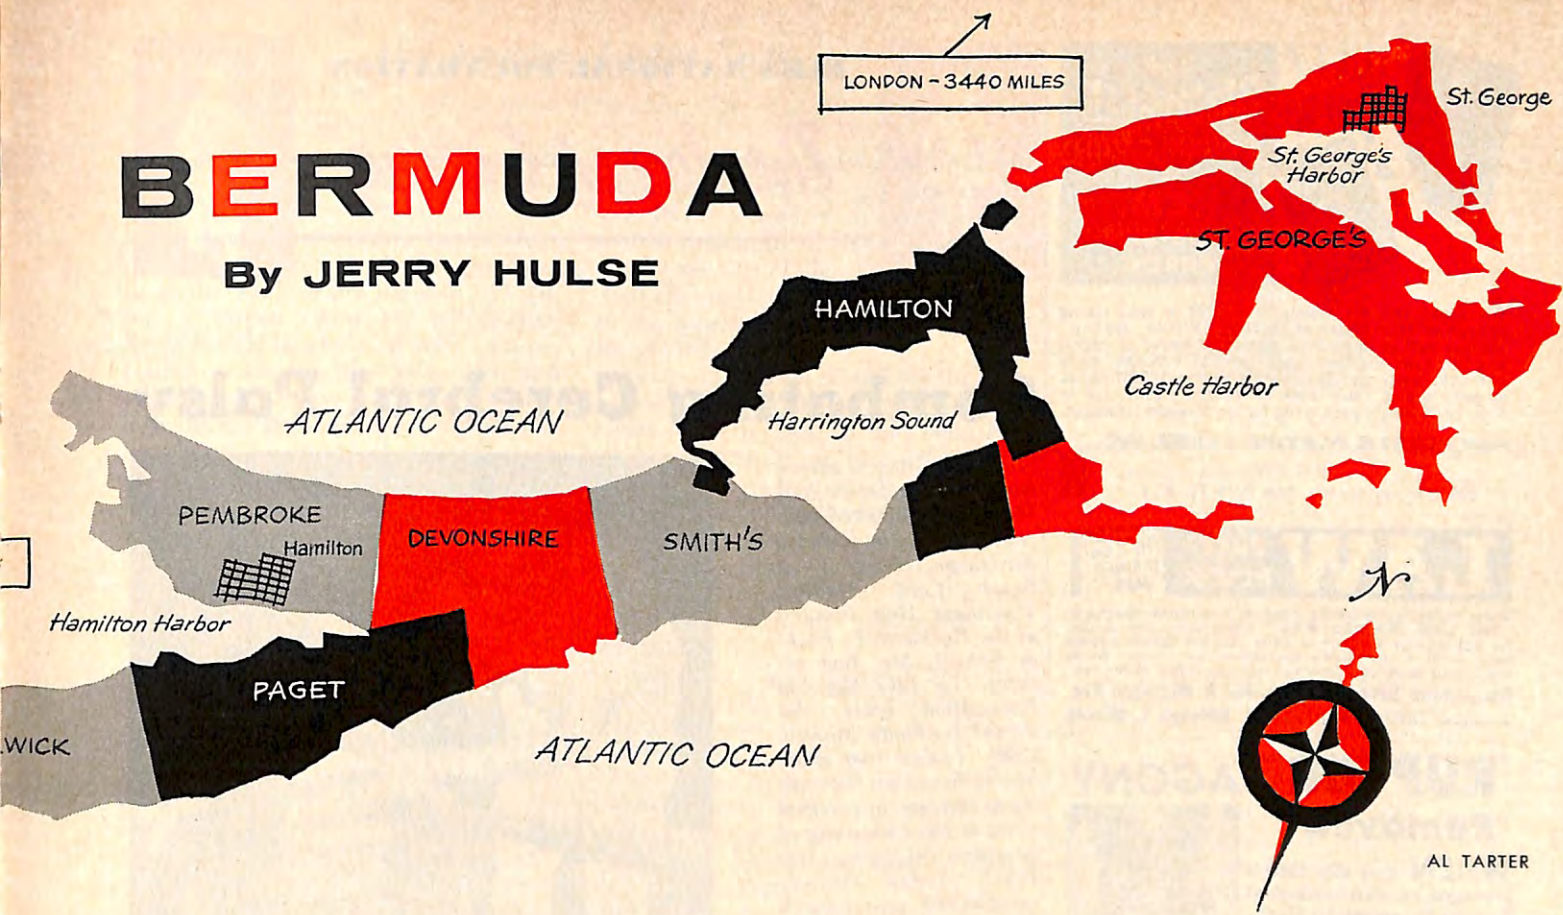 LONDON - 3440 MILES
St. George
BERMUDA
St. George's
Harbor
ST. GEORGE'S
By JERRY HULSE
HAMILTON
Castle Harbor
ATLANTIC OCEAN
Harrington Sound
PEMBROKE
DEVONSHIRE
SMITH'S
Hamilton
N
Hamilton Harbor
PAGET
WICK
ATLANTIC OCEAN
AL TARTER